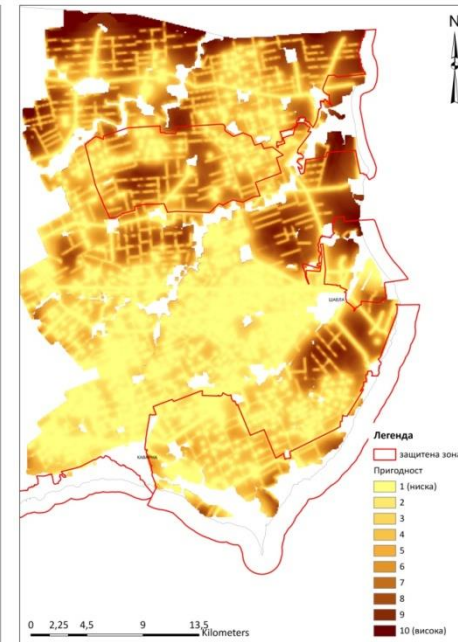 N
Легенда
защитена зона
Пригодност
1 (ниска)
2
3
4
5
6
7
8
9
10 (висока)
0 2,25 4,5 9 13,5
Kilometers